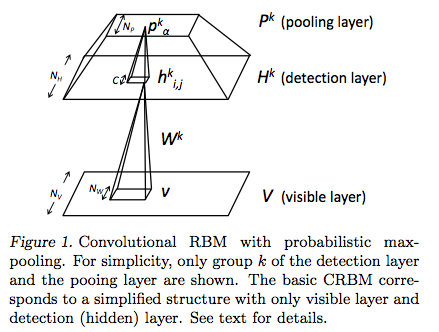 N_P p^k_α P^k (pooling layer)
N_H C h^k_{i,j} H^k (detection layer)
W^k
N_V N_W v V (visible layer)
Figure 1. Convolutional RBM with probabilistic max-
pooling. For simplicity, only group k of the detection layer
and the pooing layer are shown. The basic CRBM corre-
sponds to a simplified structure with only visible layer and
detection (hidden) layer. See text for details.